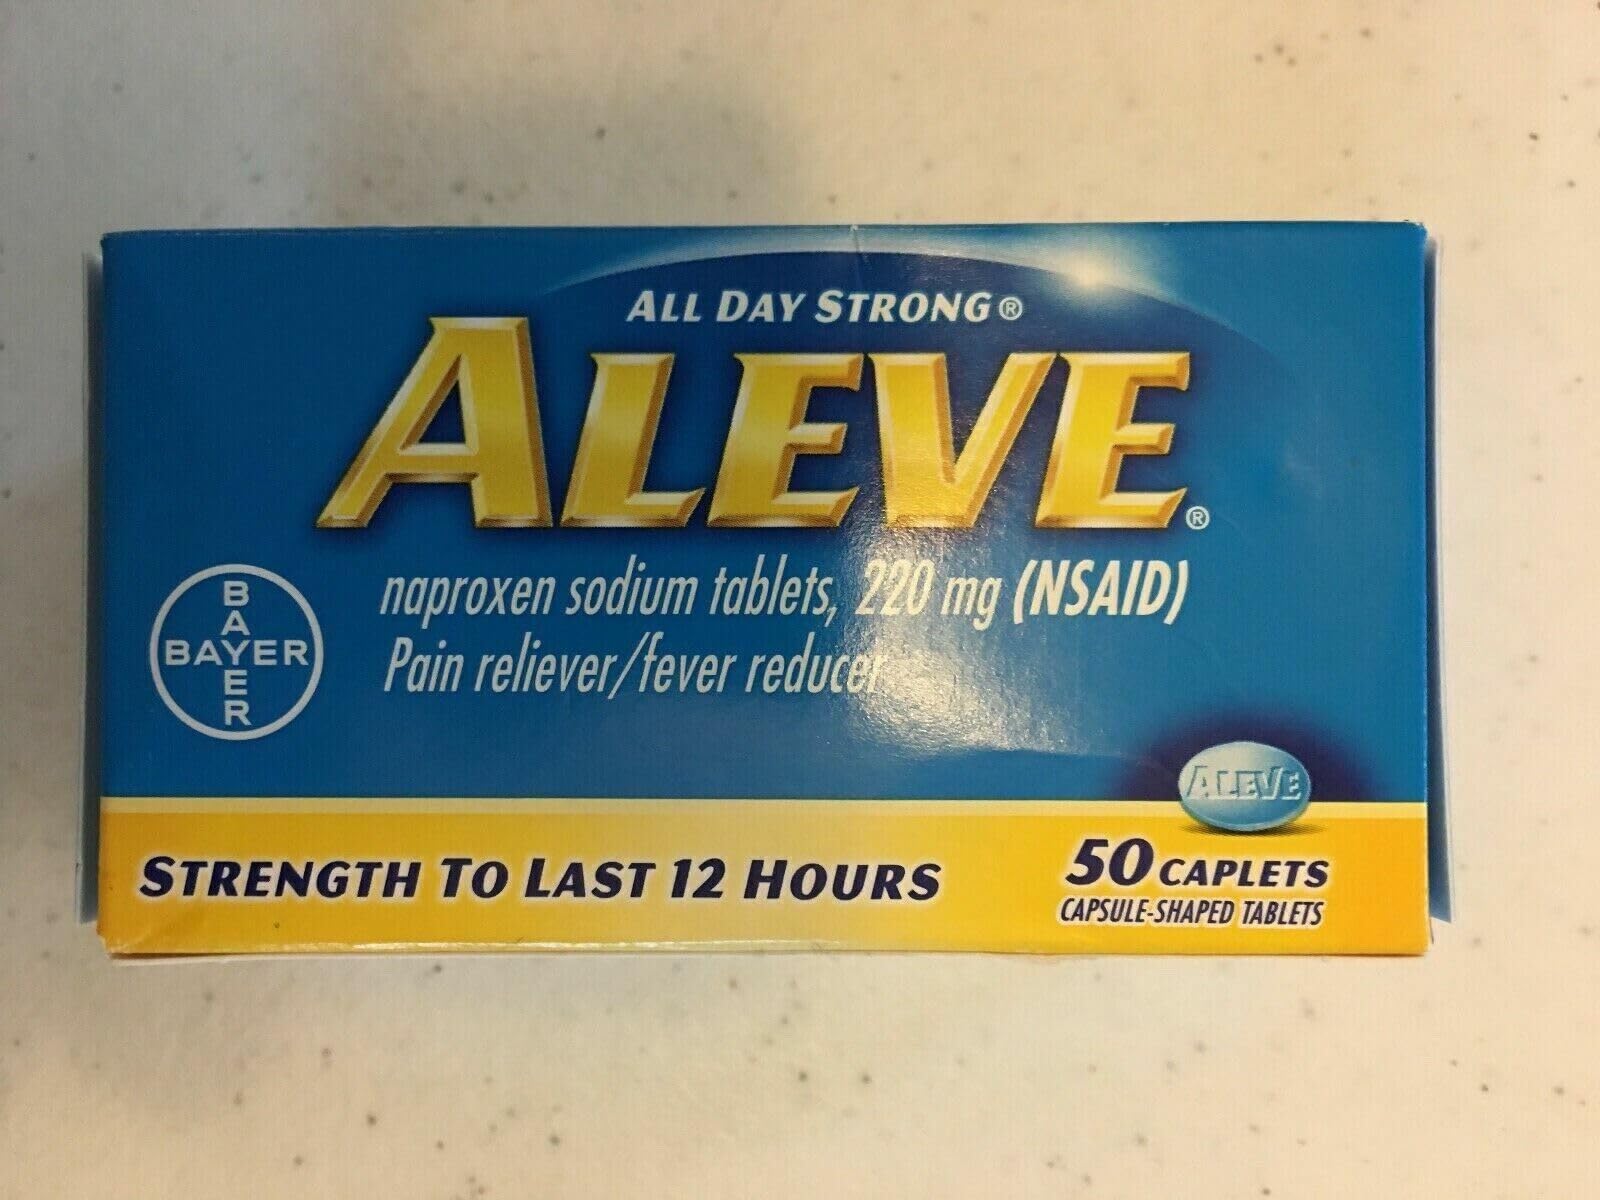 ALL DAY STRONG®
ALEVE®
naproxen sodium tablets, 220 mg (NSAID)
Pain reliever/fever reducer
BAYER
BAYER
ALEVE
STRENGTH TO LAST 12 HOURS
50 CAPLETS
CAPSULE-SHAPED TABLETS